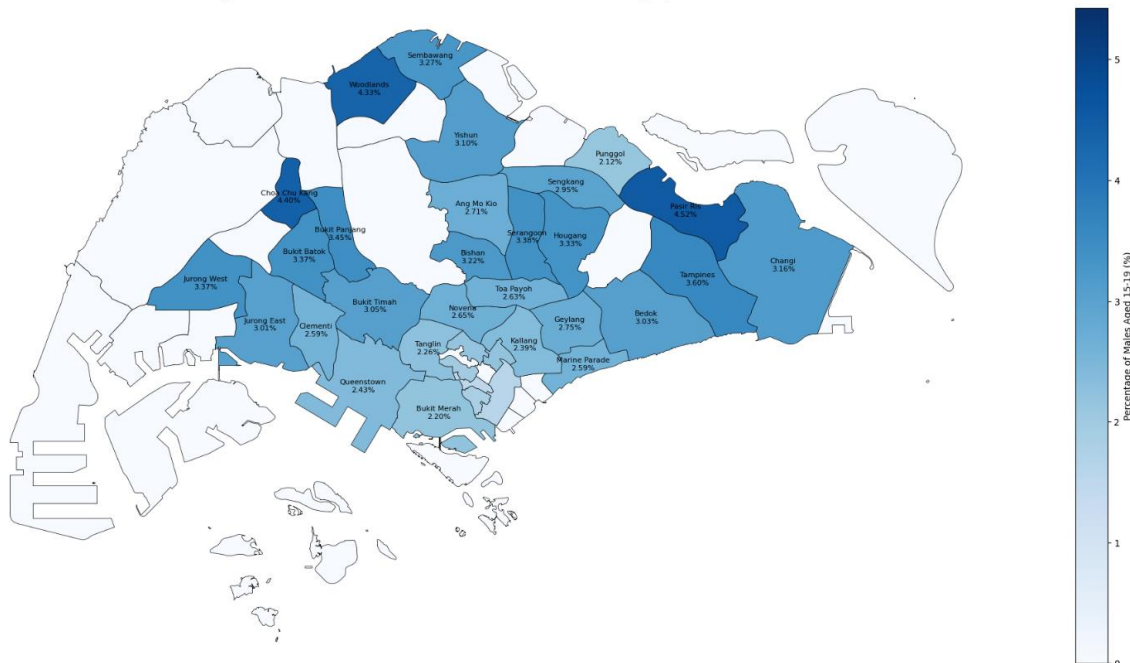 Sembawang
3.27%
Woodlands
4.33%
Yishun
3.10%
Punggol
2.12%
Sengkang
2.95%
Choa Chu Kang
4.40%
Pasir Ris
4.52%
Ang Mo Kio
2.71%
Bukit Panjang
3.45%
Serangoon
3.38%
Hougang
3.33%
Bukit Batok
3.37%
Bishan
3.22%
Changi
3.16%
Jurong West
3.37%
Tampines
3.60%
Toa Payoh
2.63%
Bukit Timah
3.05%
Novena
2.65%
Jurong East
3.01%
Clementi
2.59%
Geylang
2.75%
Bedok
3.03%
Tanglin
2.26%
Kallang
2.39%
Marine Parade
2.59%
Queenstown
2.43%
Bukit Merah
2.20%
5
4
3
2
1
0
Percentage of Males Aged 15-19 (%)